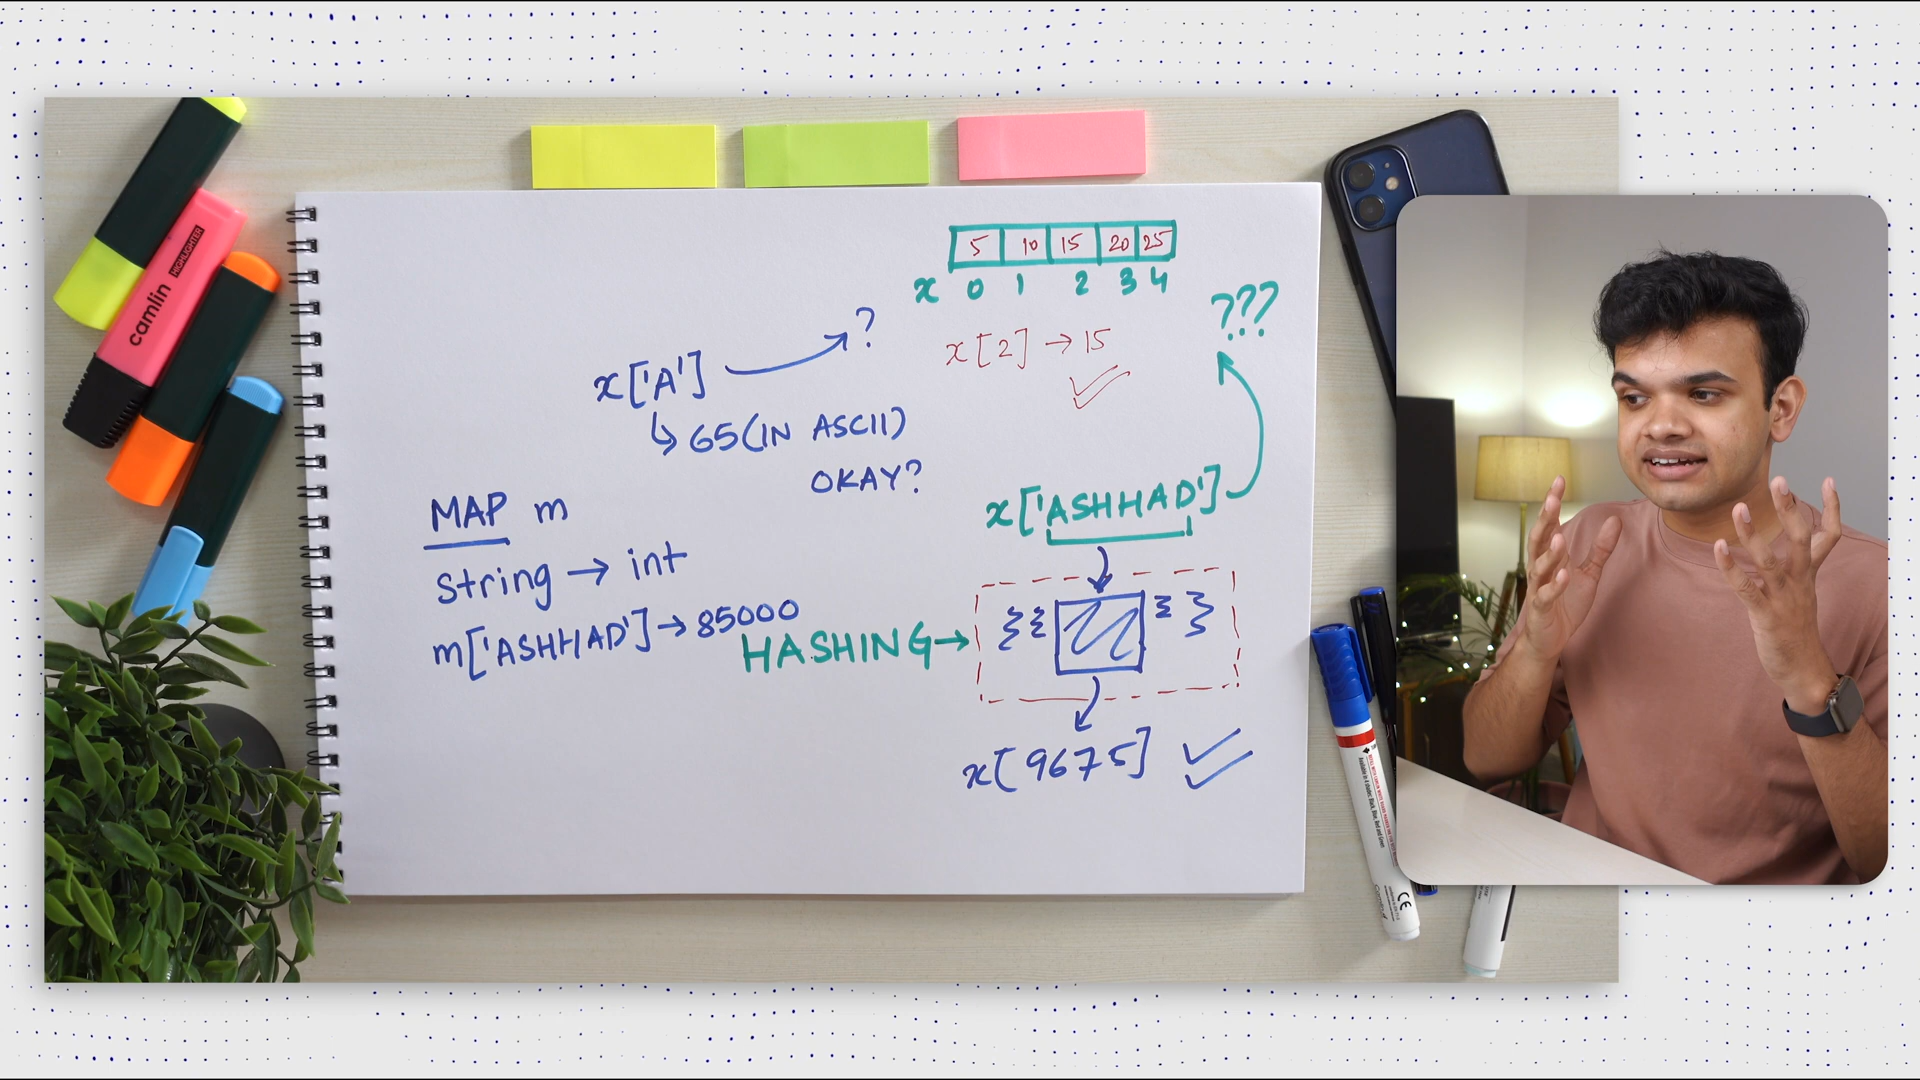 5 10 15 20 25
x 0 1 2 3 4
x[2] → 15
???
x['A'] → ?
↳ 65(IN ASCII)
OKAY?
MAP m
string → int
m['ASHHAD'] → 85000
x['ASHHAD']
HASHING →
x[9675]
camlin
HIGHLIGHTER
CE